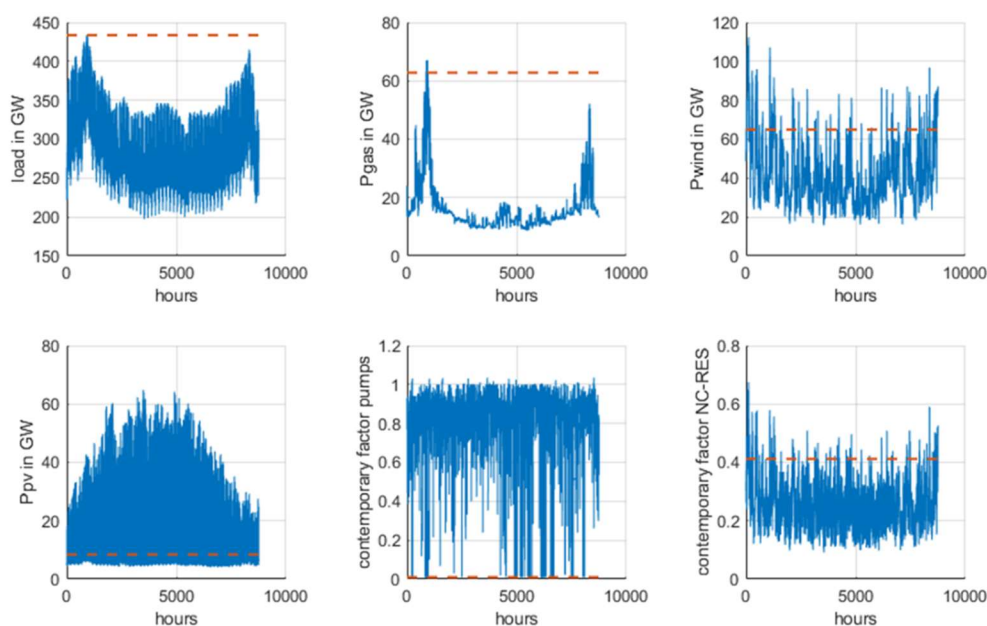 load in GW
450
400
350
300
250
200
150
0 5000 10000
hours
Pgas in GW
80
60
40
20
0
0 5000 10000
hours
Pwind in GW
120
100
80
60
40
20
0
0 5000 10000
hours
Ppv in GW
80
60
40
20
0
0 5000 10000
hours
contemporary factor pumps
1.2
1
0.8
0.6
0.4
0.2
0
0 5000 10000
hours
contemporary factor NC-RES
0.8
0.6
0.4
0.2
0
0 5000 10000
hours